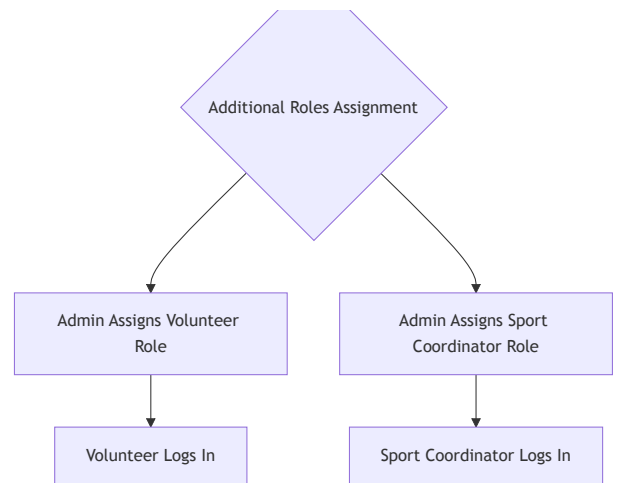 Additional Roles Assignment
Admin Assigns Volunteer
Role
Admin Assigns Sport
Coordinator Role
Volunteer Logs In
Sport Coordinator Logs In